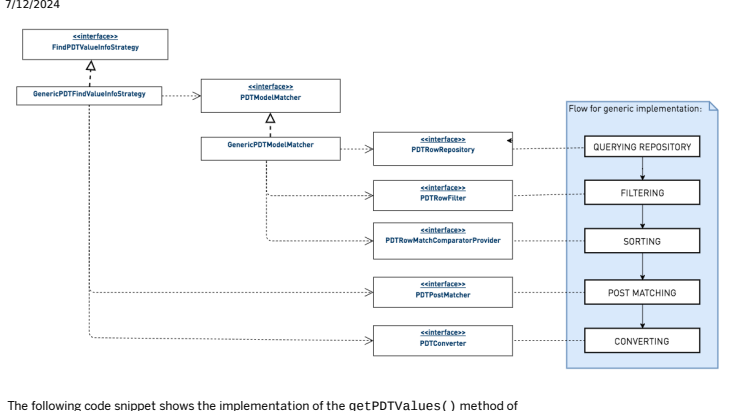 7/12/2024
<<interface>>
FindPDTValueInfoStrategy
GenericPDTFindValueInfoStrategy
<<interface>>
PDTModelMatcher
GenericPDTModelMatcher
<<interface>>
PDTRowRepository
<<interface>>
PDTRowFilter
<<interface>>
PDTRowMatchComparatorProvider
<<interface>>
PDTPostMatcher
<<interface>>
PDTConverter
Flow for generic implementation:
QUERYING REPOSITORY
FILTERING
SORTING
POST MATCHING
CONVERTING
The following code snippet shows the implementation of the getPDTValues() method of